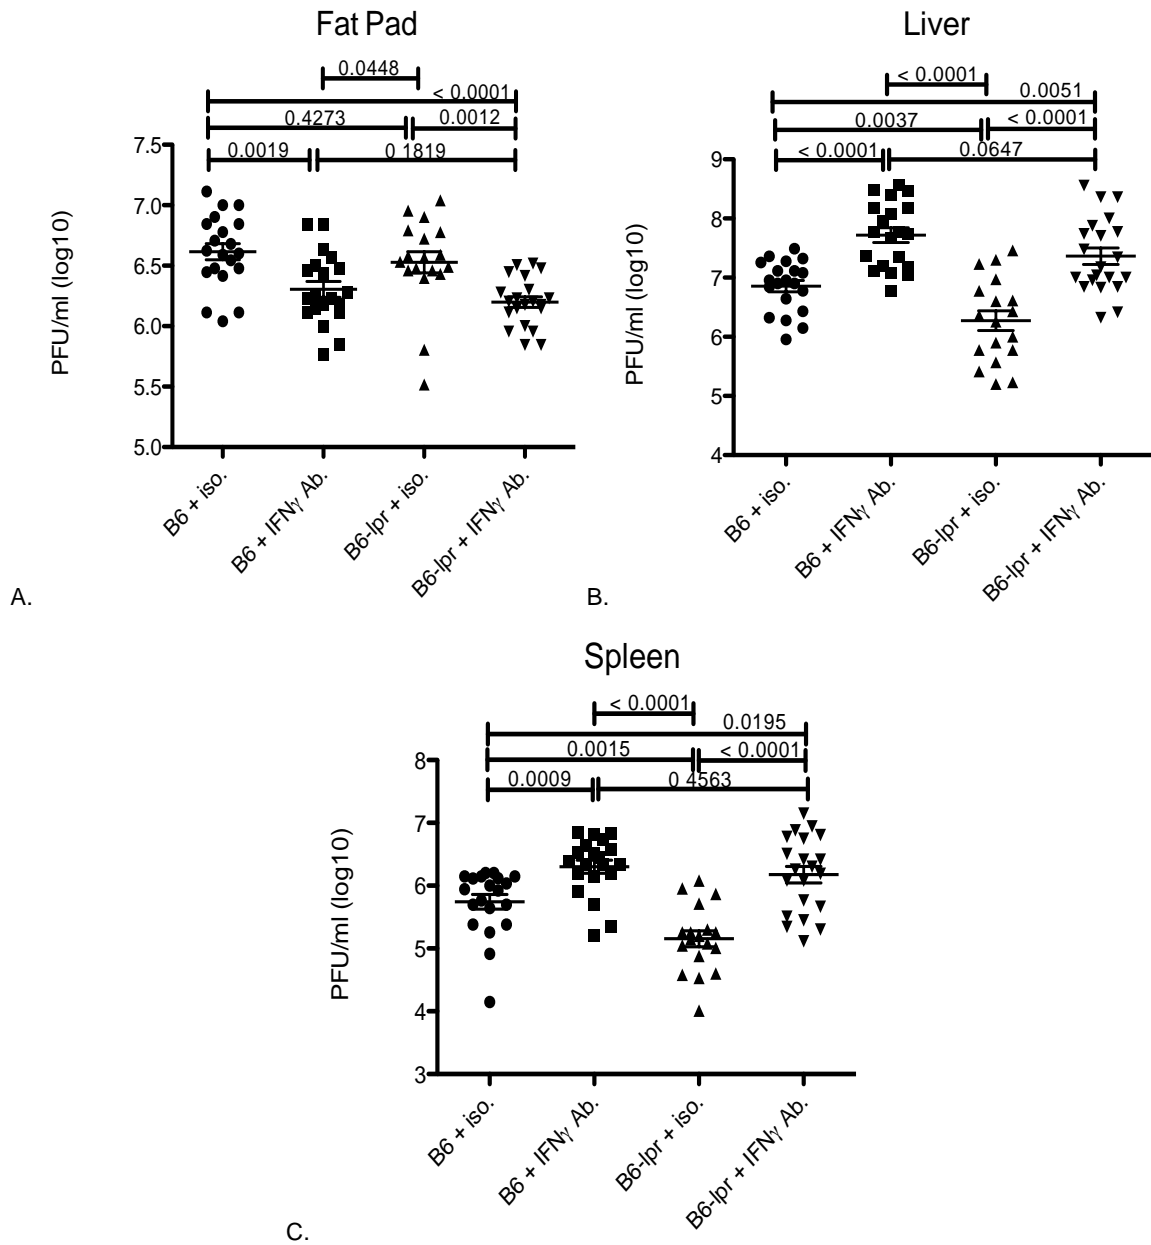 Fat Pad
0.0448
< 0.0001
0.4273
0.0012
0.0019
0.1819
7.5
7.0
6.5
6.0
5.5
5.0
PFU/ml (log10)
B6 + iso.
B6 + IFNγ Ab.
B6-lpr + iso.
B6-lpr + IFNγ Ab.
A.
Liver
< 0.0001
0.0051
0.0037
< 0.0001
< 0.0001
0.0647
9
8
7
6
5
4
PFU/ml (log10)
B6 + iso.
B6 + IFNγ Ab.
B6-lpr + iso.
B6-lpr + IFNγ Ab.
B.
Spleen
< 0.0001
0.0195
0.0015
< 0.0001
0.0009
0.4563
8
7
6
5
4
3
PFU/ml (log10)
B6 + iso.
B6 + IFNγ Ab.
B6-lpr + iso.
B6-lpr + IFNγ Ab.
C.